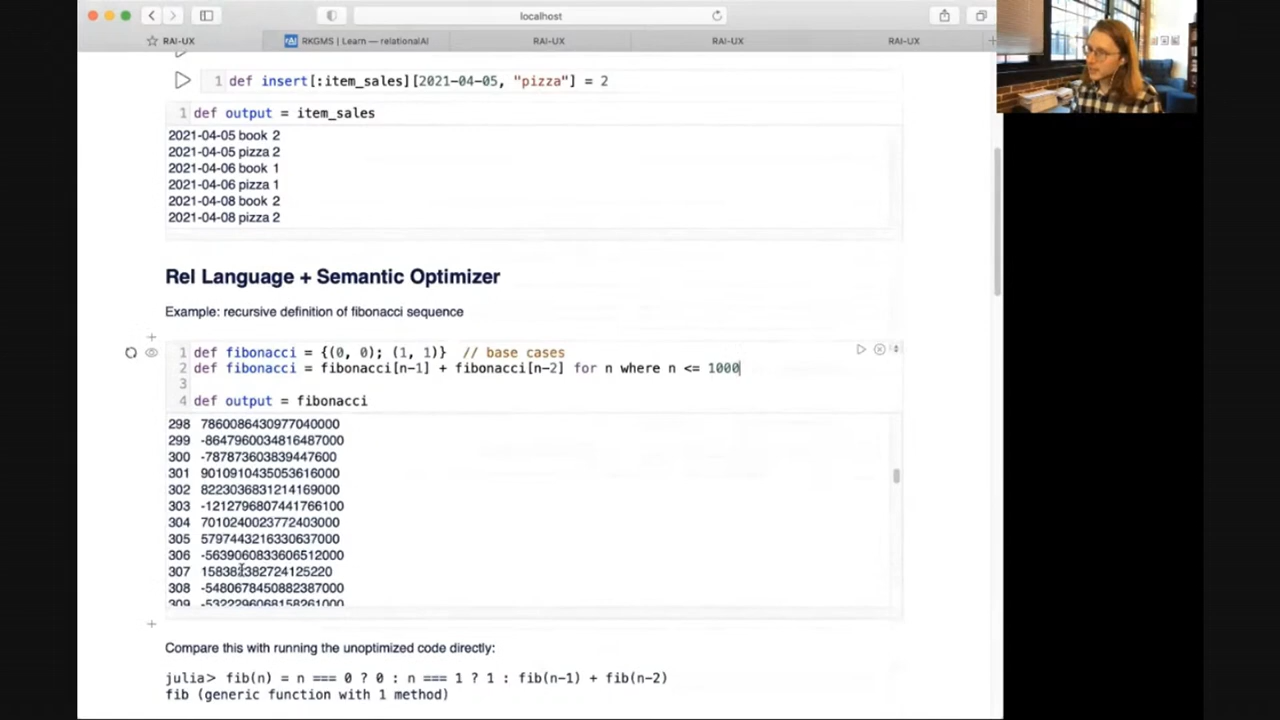 localhost
RAI-UX
RKGMS | Learn — relationalAI
RAI-UX
RAI-UX
RAI-UX
1 def insert[:item_sales][2021-04-05, "pizza"] = 2
1 def output = item_sales
2021-04-05 book 2
2021-04-05 pizza 2
2021-04-06 book 1
2021-04-06 pizza 1
2021-04-08 book 2
2021-04-08 pizza 2
Rel Language + Semantic Optimizer
Example: recursive definition of fibonacci sequence
1 def fibonacci = {(0, 0); (1, 1)} // base cases
2 def fibonacci = fibonacci[n-1] + fibonacci[n-2] for n where n <= 1000
3
4 def output = fibonacci
298 7860086430977040000
299 -8647960034816487000
300 -787873603839447600
301 9010910435053616000
302 8223036831214169000
303 -1212796807441766100
304 7010240023772403000
305 5797443216330637000
306 -5639060833606512000
307 158382382724125220
308 -5480678450882387000
309 -5322296068158261000
Compare this with running the unoptimized code directly:
julia> fib(n) = n === 0 ? 0 : n === 1 ? 1 : fib(n-1) + fib(n-2)
fib (generic function with 1 method)